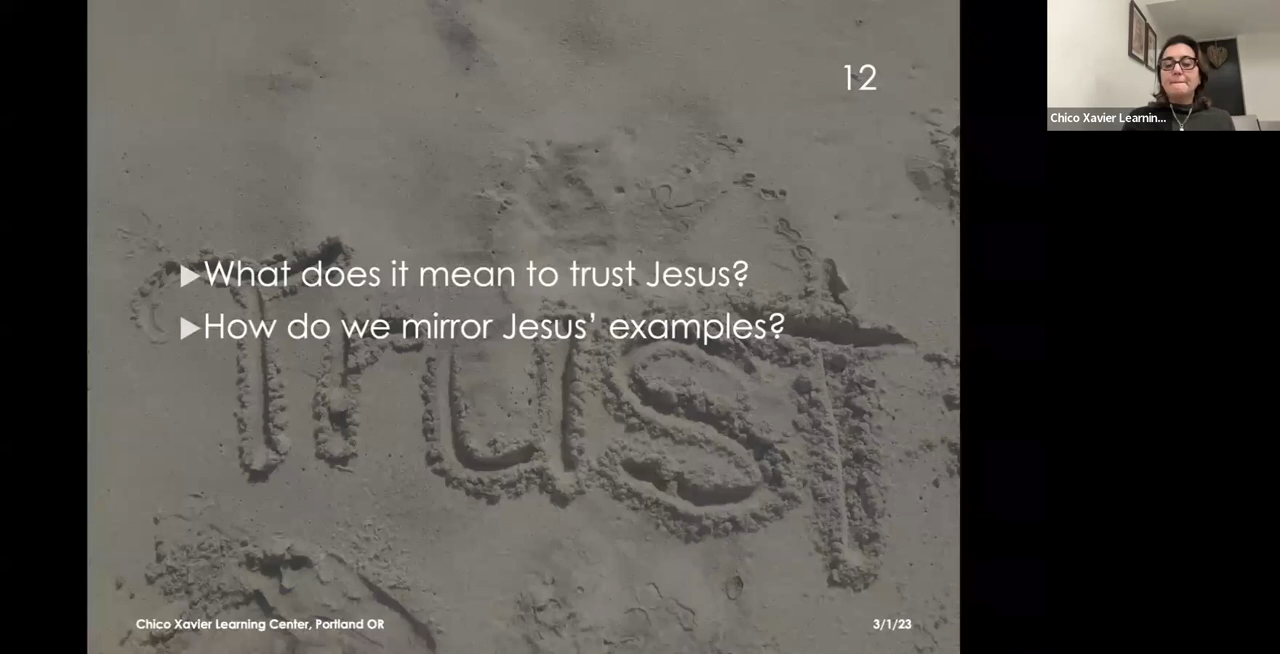 12
What does it mean to trust Jesus?
How do we mirror Jesus’ examples?
Trust
Chico Xavier Learning Center, Portland OR
3/1/23
Chico Xavier Learnin...